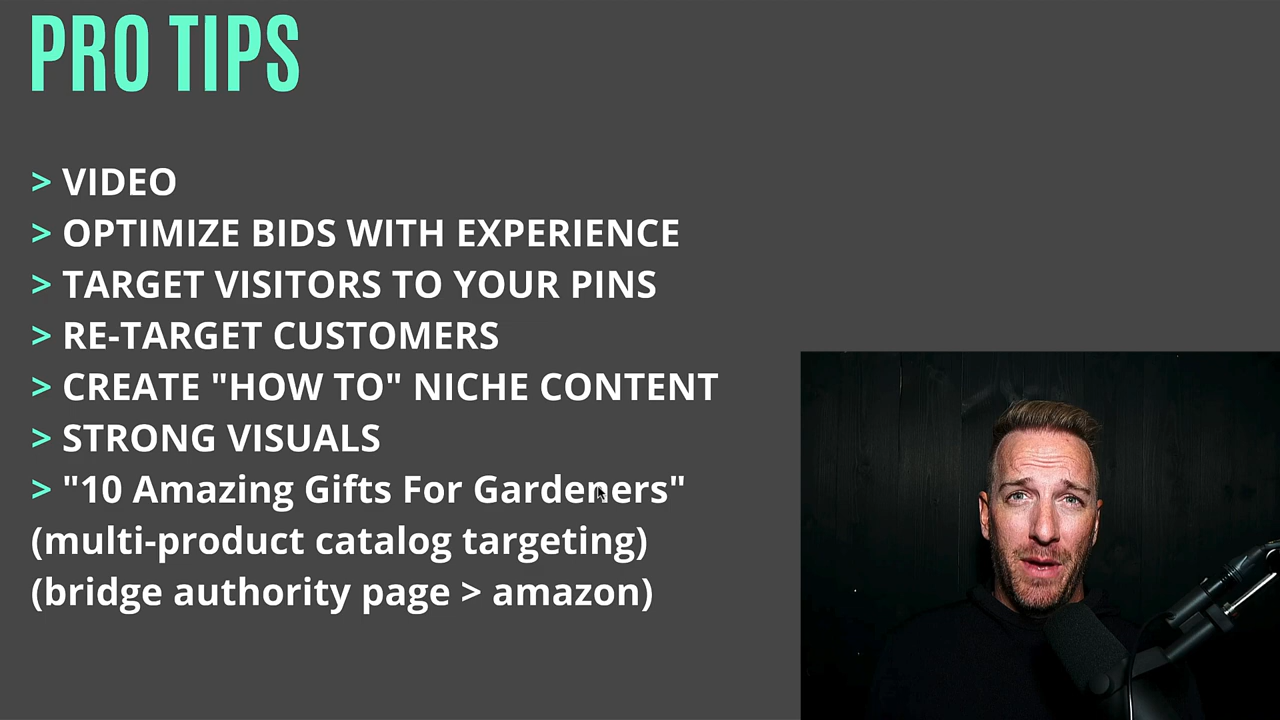 PRO TIPS
> VIDEO
> OPTIMIZE BIDS WITH EXPERIENCE
> TARGET VISITORS TO YOUR PINS
> RE-TARGET CUSTOMERS
> CREATE "HOW TO" NICHE CONTENT
> STRONG VISUALS
> "10 Amazing Gifts For Gardeners"
(multi-product catalog targeting)
(bridge authority page > amazon)